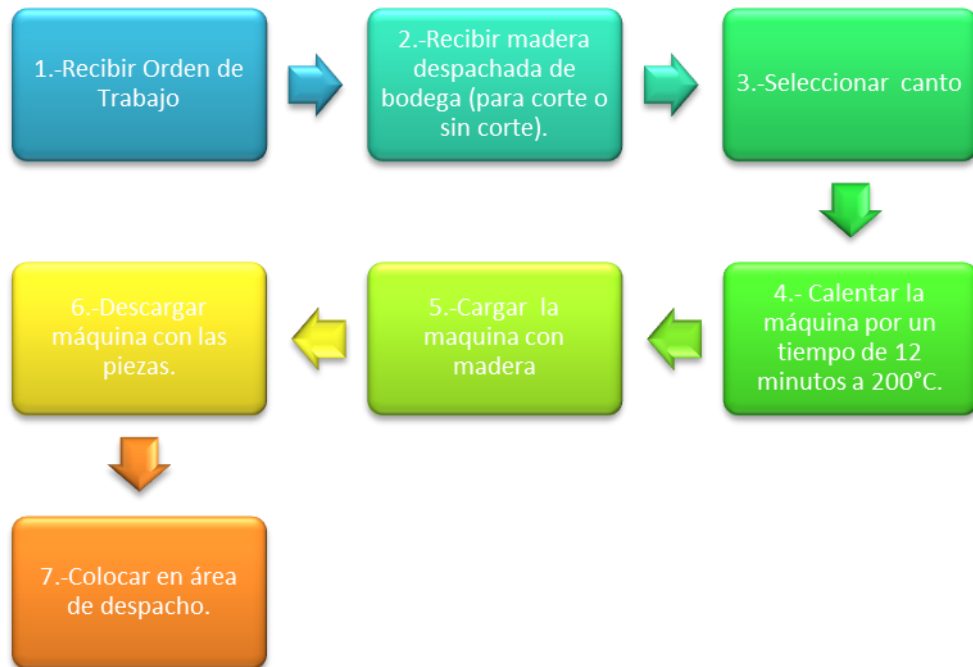 1.-Recibir Orden de
Trabajo
2.-Recibir madera
despachada de
bodega (para corte o
sin corte).
3.-Seleccionar canto
4.- Calentar la
máquina por un
tiempo de 12
minutos a 200°C.
5.-Cargar la
maquina con
madera
6.-Descargar
máquina con las
piezas.
7.-Colocar en área
de despacho.